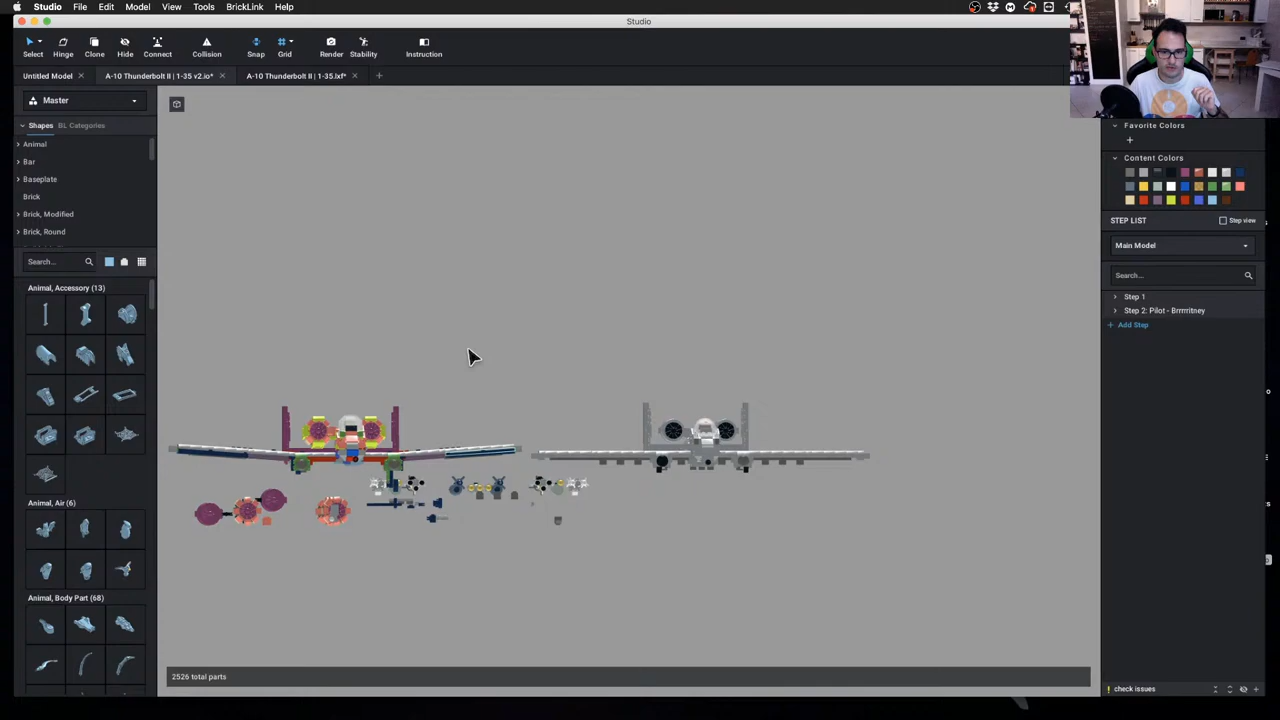 Studio File Edit Model View Tools BrickLink Help
Studio
Select Hinge Clone Hide Connect Collision Snap Grid Render Stability Instruction
Untitled Model A-10 Thunderbolt II | 1-35 v2.io* A-10 Thunderbolt II | 1-35.lxf*
Master
Shapes BL Categories
Animal
Bar
Baseplate
Brick
Brick, Modified
Brick, Round
Search...
Animal, Accessory (13)
Animal, Air (6)
Animal, Body Part (68)
2526 total parts
Favorite Colors
Content Colors
STEP LIST Step view
Main Model
Search...
Step 1
Step 2: Pilot - Brrrrritney
+ Add Step
check issues